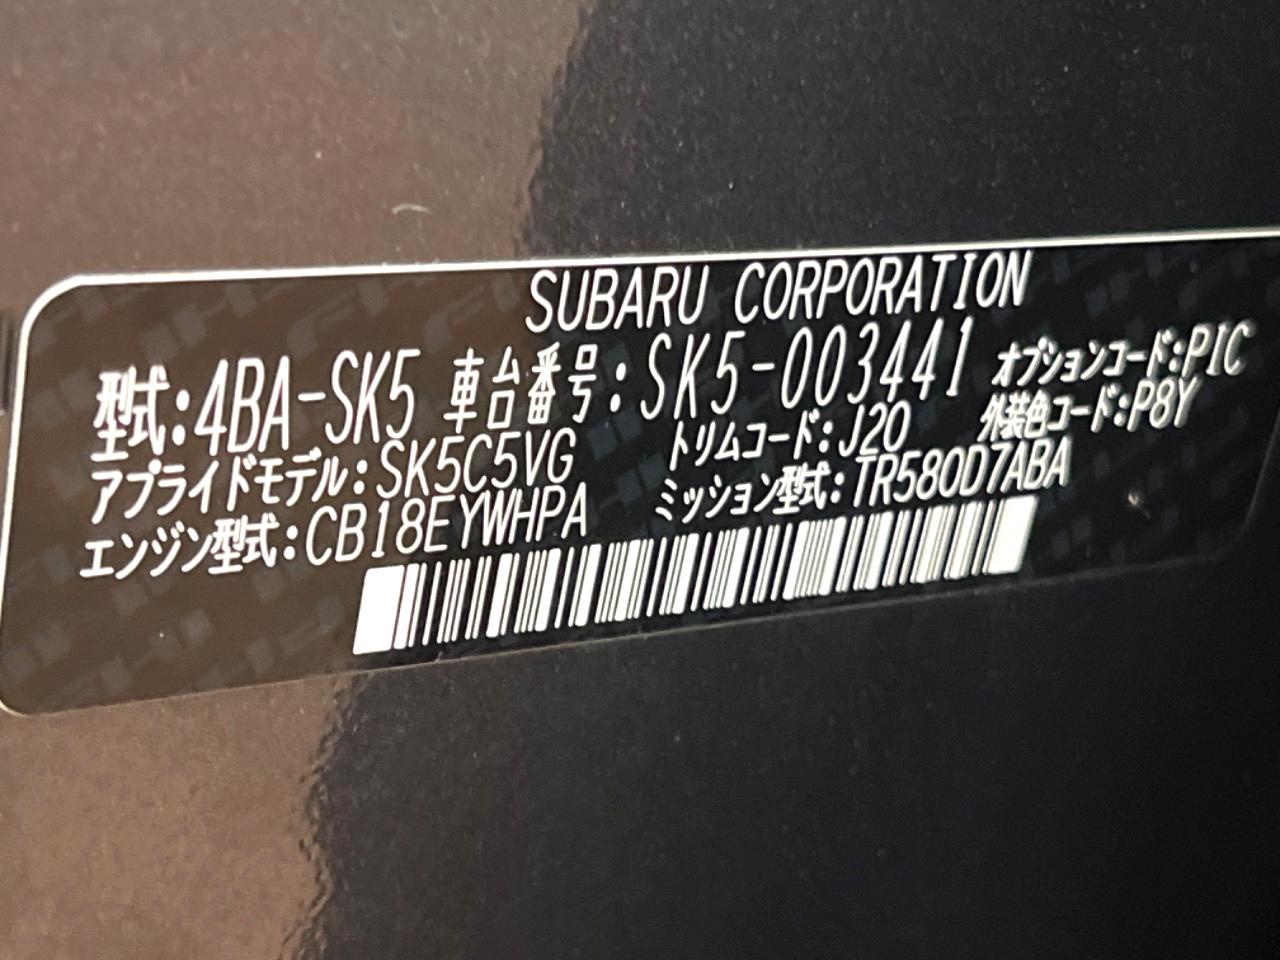 SUBARU CORPORATION
型式:4BA-SK5 車台番号:SK5-003441 オプションコード:PIC
アプライドモデル:SK5C5VG トリムコード:J20 外装色コード:P8Y
エンジン型式:CB18EYWHPA ミッション型式:TR580D7ABA